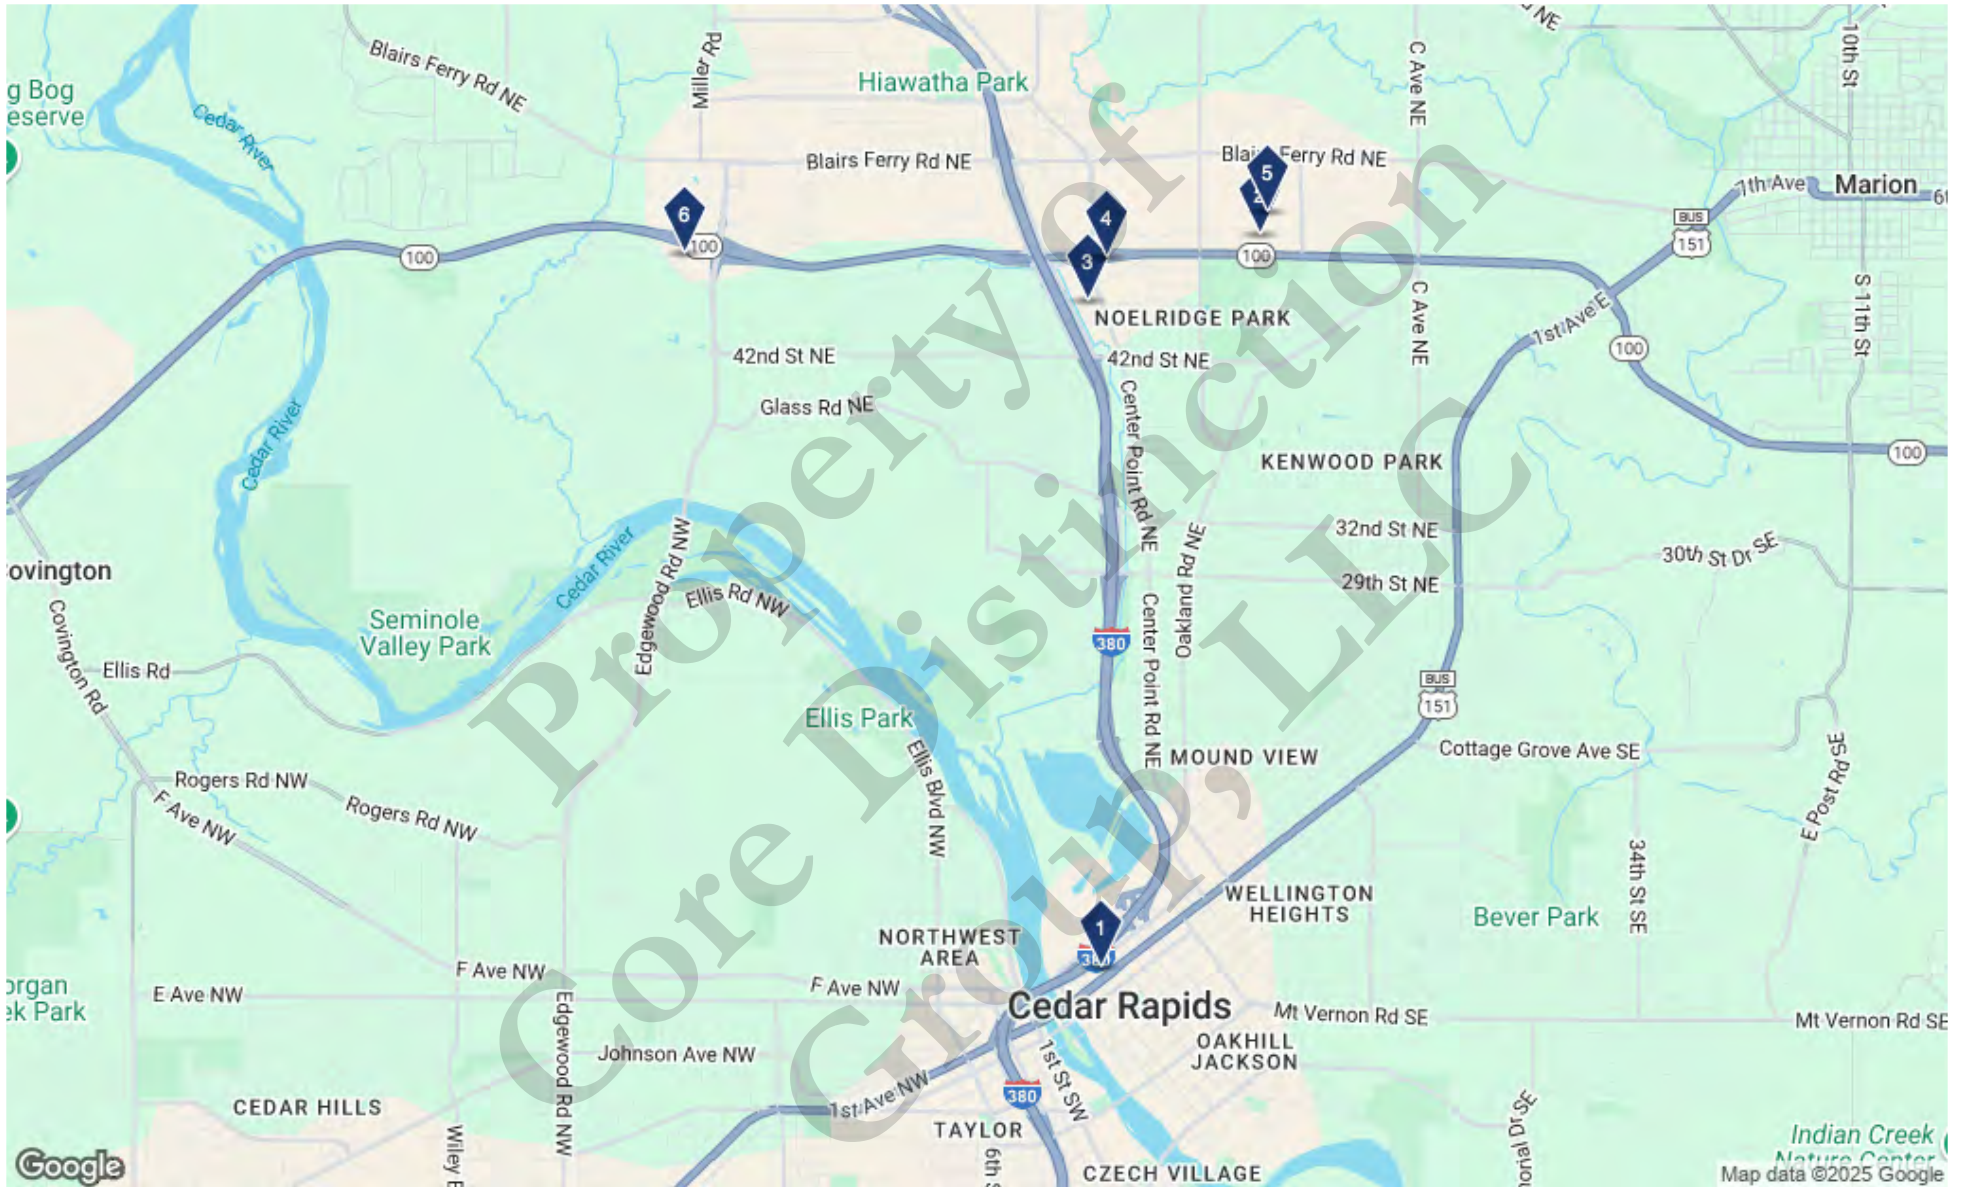 Blairs Ferry Rd NE
Miller Rd
Hiawatha Park
C Ave NE
NE
10th St
g Bog
eserve
Cedar River
Blairs Ferry Rd NE
Blairs Ferry Rd NE
7th Ave
Marion
5
2
6
4
3
100
100
100
BUS
151
NOELRIDGE PARK
C Ave NE
1st Ave E
100
S 11th St
42nd St NE
42nd St NE
Glass Rd NE
Center Point Rd NE
Cedar River
KENWOOD PARK
100
32nd St NE
30th St Dr SE
29th St NE
Oakland Rd NE
Edgewood Rd NW
Cedar River
Ellis Rd NW
ovington
Seminole
Valley Park
Covington Rd
Ellis Rd
380
Center Point Rd NE
BUS
151
Ellis Park
Ellis Blvd NW
MOUND VIEW
Cottage Grove Ave SE
E Post Rd SE
Rogers Rd NW
F Ave NW
Rogers Rd NW
34th St SE
WELLINGTON
HEIGHTS
Bever Park
NORTHWEST
AREA
1
380
F Ave NW
F Ave NW
E Ave NW
organ
ek Park
Cedar Rapids
Mt Vernon Rd SE
Mt Vernon Rd SE
OAKHILL
JACKSON
Edgewood Rd NW
Johnson Ave NW
1st St SW
1st Ave NW
380
CEDAR HILLS
TAYLOR
Wiley B
6th S
CZECH VILLAGE
Indian Creek
Nature Center
Google
Map data ©2025 Google
Property of
Core Distinction
Group, LLC